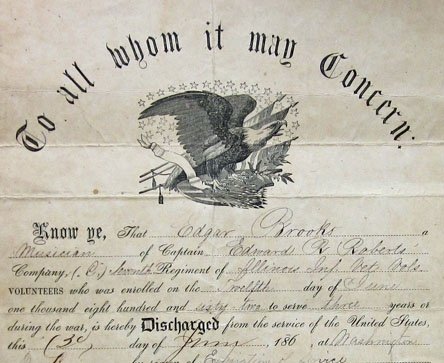 To all whom it may Concern:
Know ye, That Edgar Brooks a
Musician of Captain Edward R Roberts'
Company, (C,) Seventh Regiment of Illinois Inf. Vet. Vols
VOLUNTEERS who was enrolled on the Twelfth day of June
one thousand eight hundred and sixty two to serve three years or
during the war, is hereby Discharged from the service of the United States,
this day of June 186 , at Washington